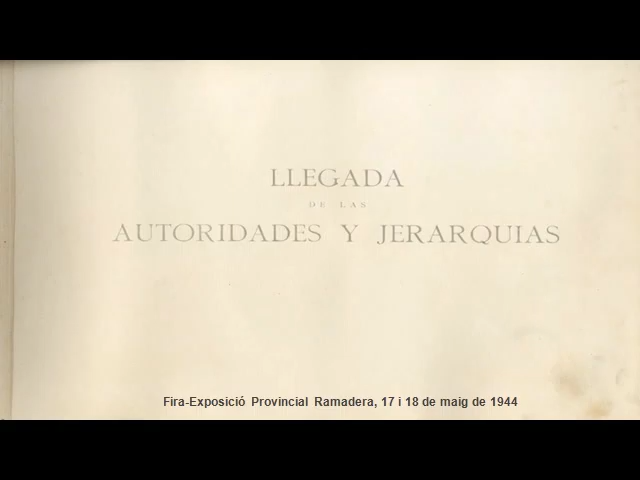 LLEGADA
DE LAS
AUTORIDADES Y JERARQUIAS
Fira-Exposició Provincial Ramadera, 17 i 18 de maig de 1944